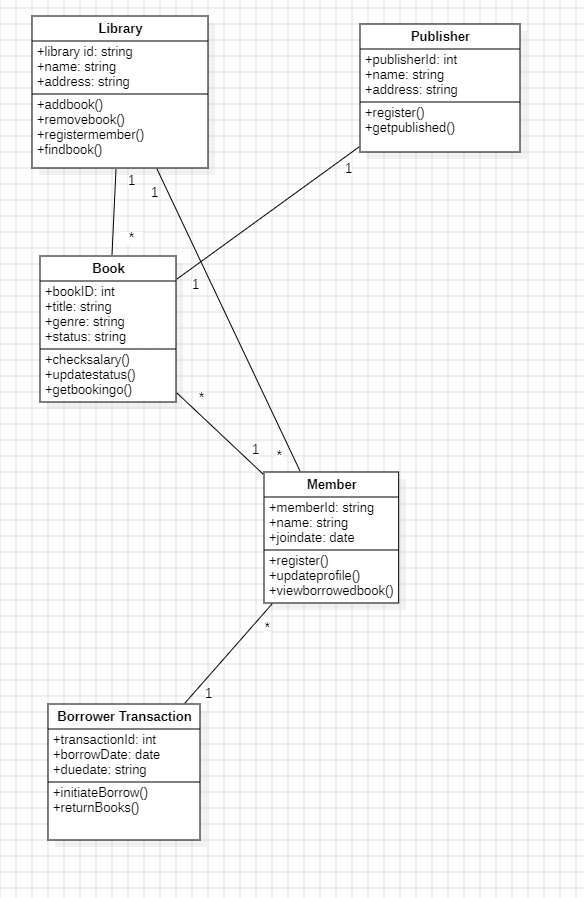 Library
+library id: string
+name: string
+address: string
+addbook()
+removebook()
+registermember()
+findbook()
Publisher
+publisherId: int
+name: string
+address: string
+register()
+getpublished()
1
1
1
*
1
Book
+bookID: int
+title: string
+genre: string
+status: string
+checksalary()
+updatestatus()
+getbookingo()
*
1
*
Member
+memberId: string
+name: string
+joindate: date
+register()
+updateprofile()
+viewborrowedbook()
*
1
Borrower Transaction
+transactionId: int
+borrowDate: date
+duedate: string
+initiateBorrow()
+returnBooks()